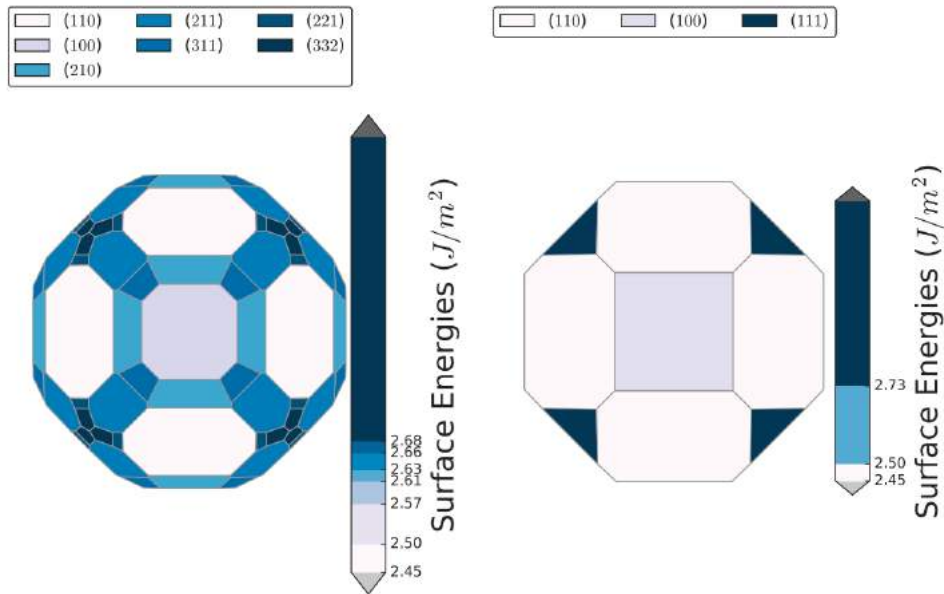 (110) (211) (221)
(100) (311) (332)
(210)
(110) (100) (111)
2.68
2.66
2.63
2.61
2.57
2.50
2.45
Surface Energies (J/m²)
2.73
2.50
2.45
Surface Energies (J/m²)